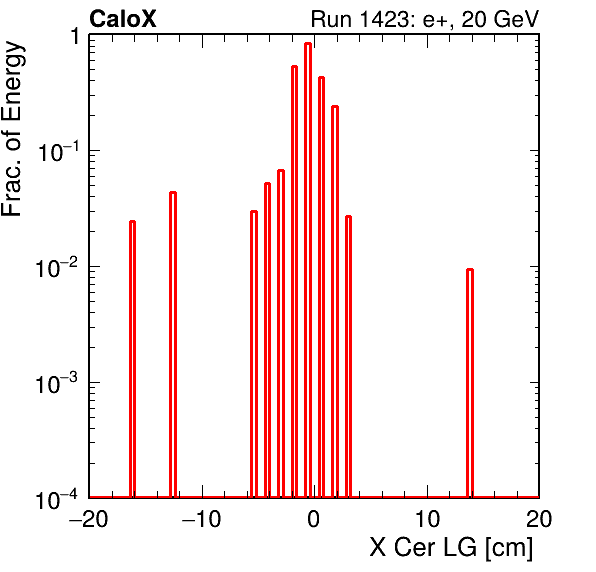 CaloX Run 1423: e+, 20 GeV
Frac. of Energy
1
10⁻¹
10⁻²
10⁻³
10⁻⁴
−20 −10 0 10 20
X Cer LG [cm]